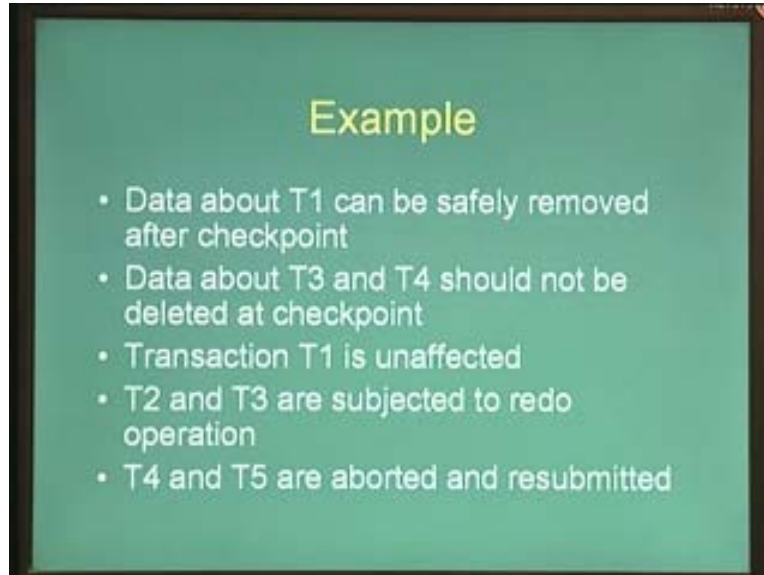 Example
• Data about T1 can be safely removed
after checkpoint
• Data about T3 and T4 should not be
deleted at checkpoint
• Transaction T1 is unaffected
• T2 and T3 are subjected to redo
operation
• T4 and T5 are aborted and resubmitted